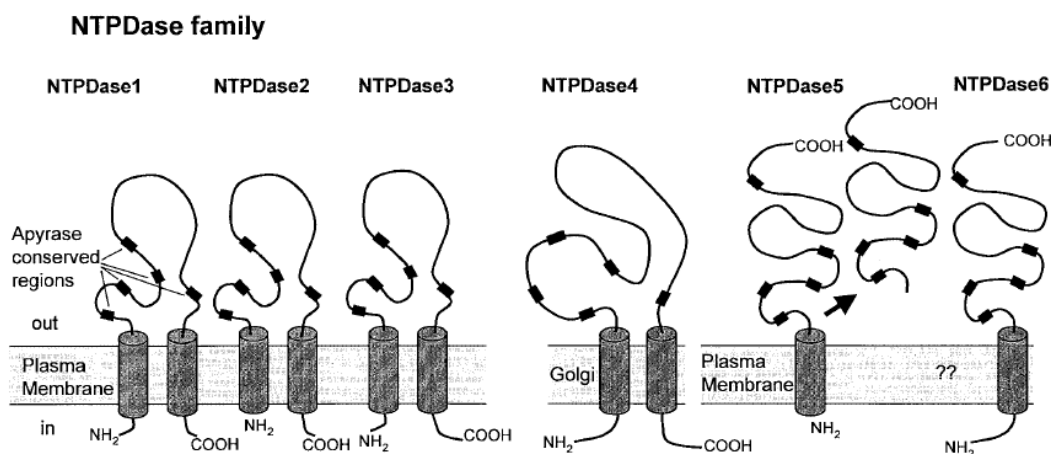 NTPDase family
NTPDase1
NTPDase2
NTPDase3
NTPDase4
NTPDase5
NTPDase6
COOH
COOH
COOH
Apyrase
conserved
regions
out
Plasma
Membrane
in
NH2
COOH
NH2
COOH
NH2
COOH
Golgi
NH2
COOH
Plasma
Membrane
NH2
??
NH2